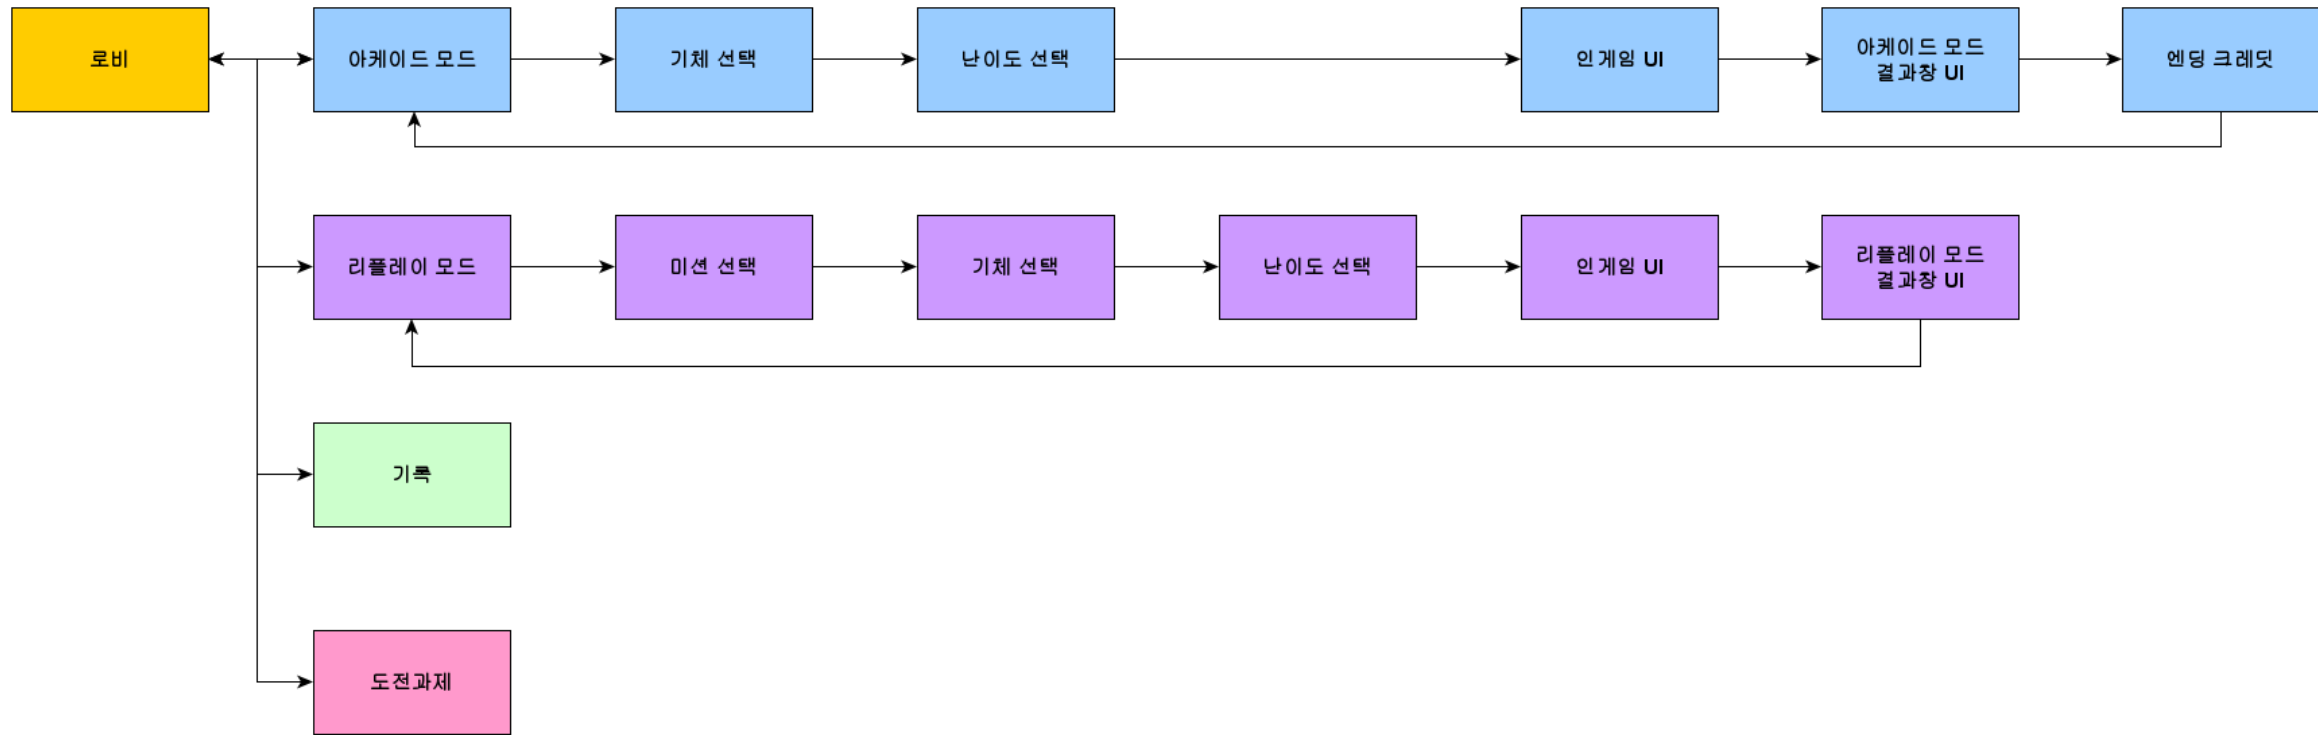 로비
아케이드 모드
기체 선택
난이도 선택
인게임 UI
아케이드 모드
결과창 UI
엔딩 크레딧
리플레이 모드
미션 선택
기체 선택
난이도 선택
인게임 UI
리플레이 모드
결과창 UI
기록
도전과제